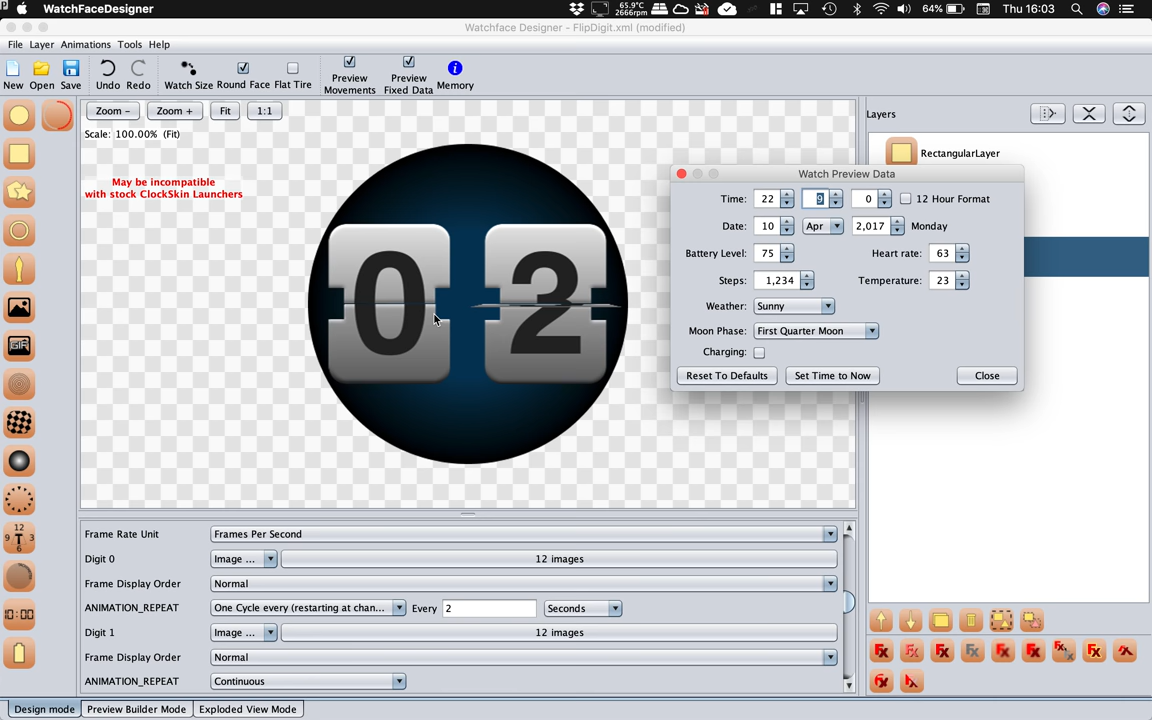 WatchFaceDesigner
65.9°C
2666rpm
64%
Thu 16:03
Watchface Designer - FlipDigit.xml (modified)
File Layer Animations Tools Help
New Open Save Undo Redo Watch Size Round Face Flat Tire Preview Movements Preview Fixed Data Memory
Zoom - Zoom + Fit 1:1
Scale: 100.00% (Fit)
May be incompatible
with stock ClockSkin Launchers
0 2
Layers
RectangularLayer
Watch Preview Data
Time: 22 9 0 12 Hour Format
Date: 10 Apr 2,017 Monday
Battery Level: 75 Heart rate: 63
Steps: 1,234 Temperature: 23
Weather: Sunny
Moon Phase: First Quarter Moon
Charging:
Reset To Defaults Set Time to Now Close
GIF
12
9 T 3
6
10:00
Frame Rate Unit Frames Per Second
Digit 0 Image ... 12 images
Frame Display Order Normal
ANIMATION_REPEAT One Cycle every (restarting at chan... Every 2 Seconds
Digit 1 Image ... 12 images
Frame Display Order Normal
ANIMATION_REPEAT Continuous
Design mode Preview Builder Mode Exploded View Mode